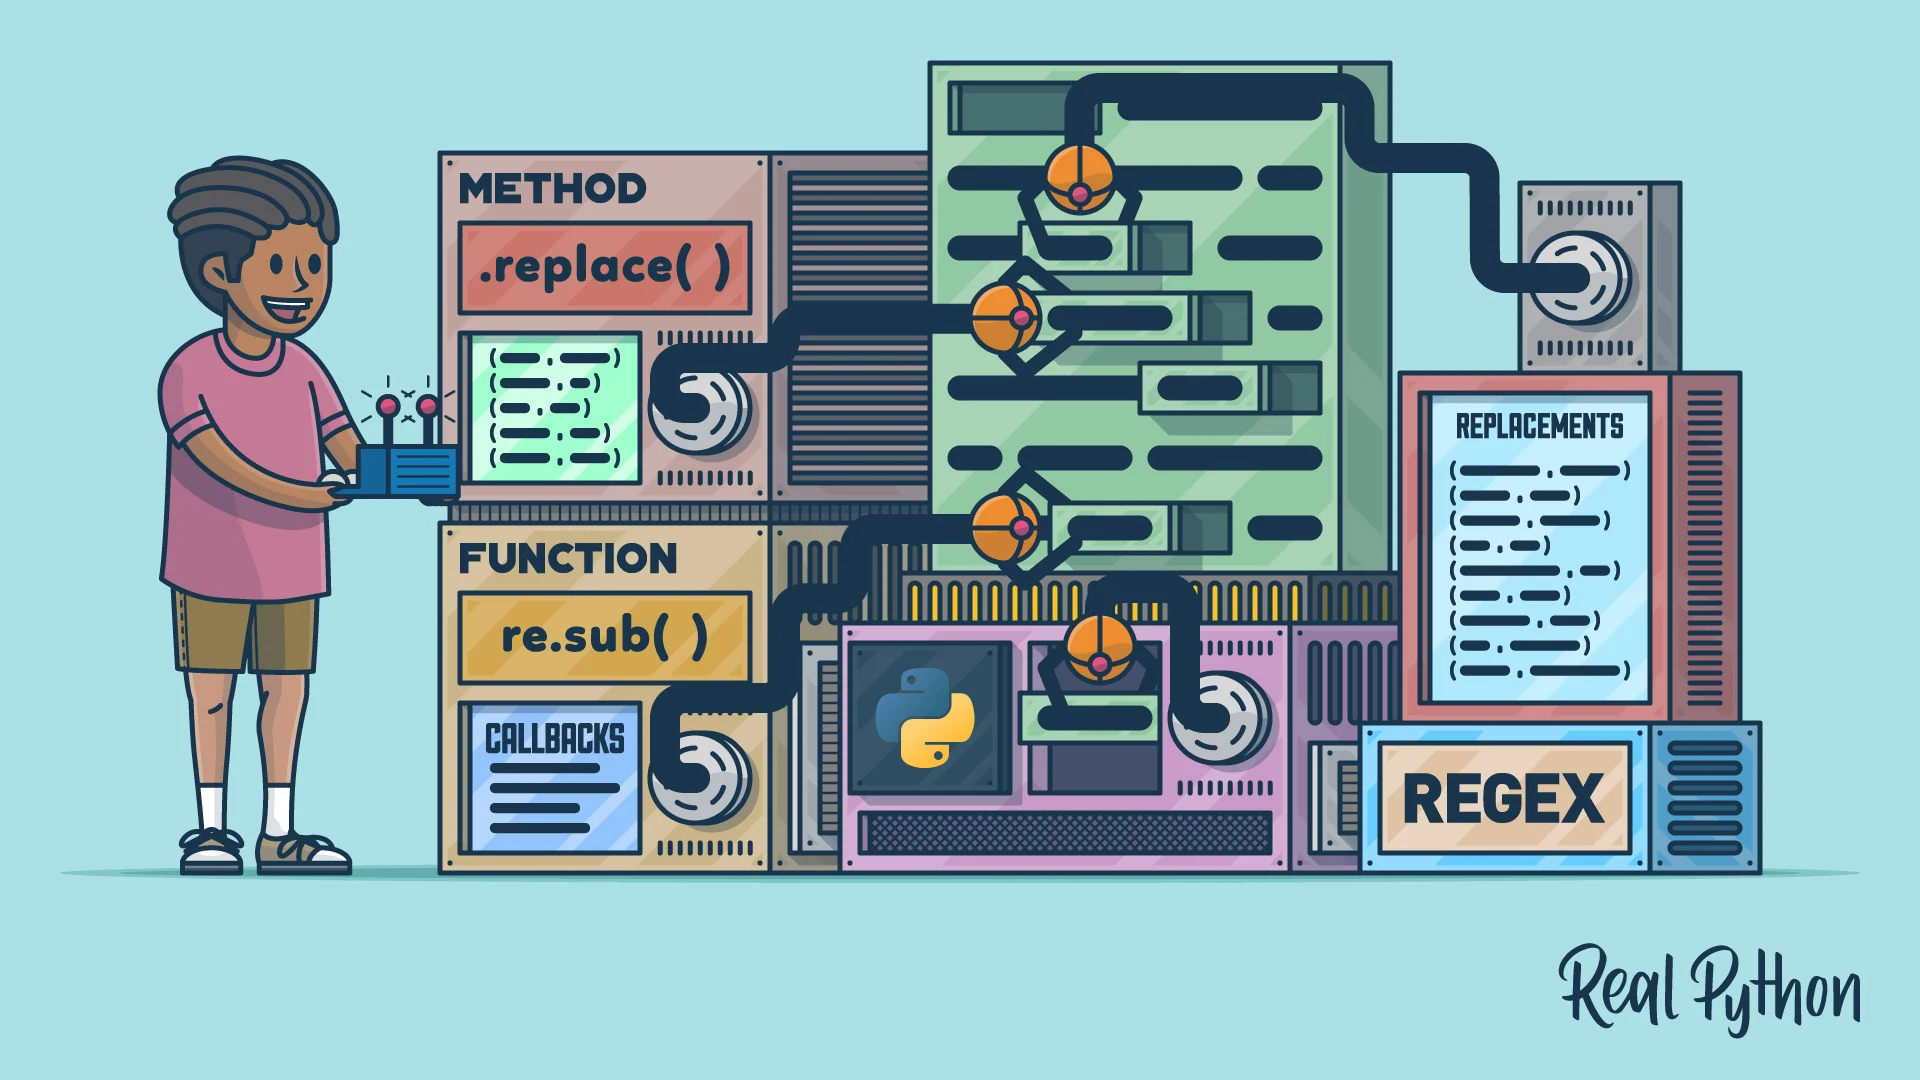 METHOD
.replace( )
FUNCTION
re.sub( )
CALLBACKS
REPLACEMENTS
REGEX
Real Python